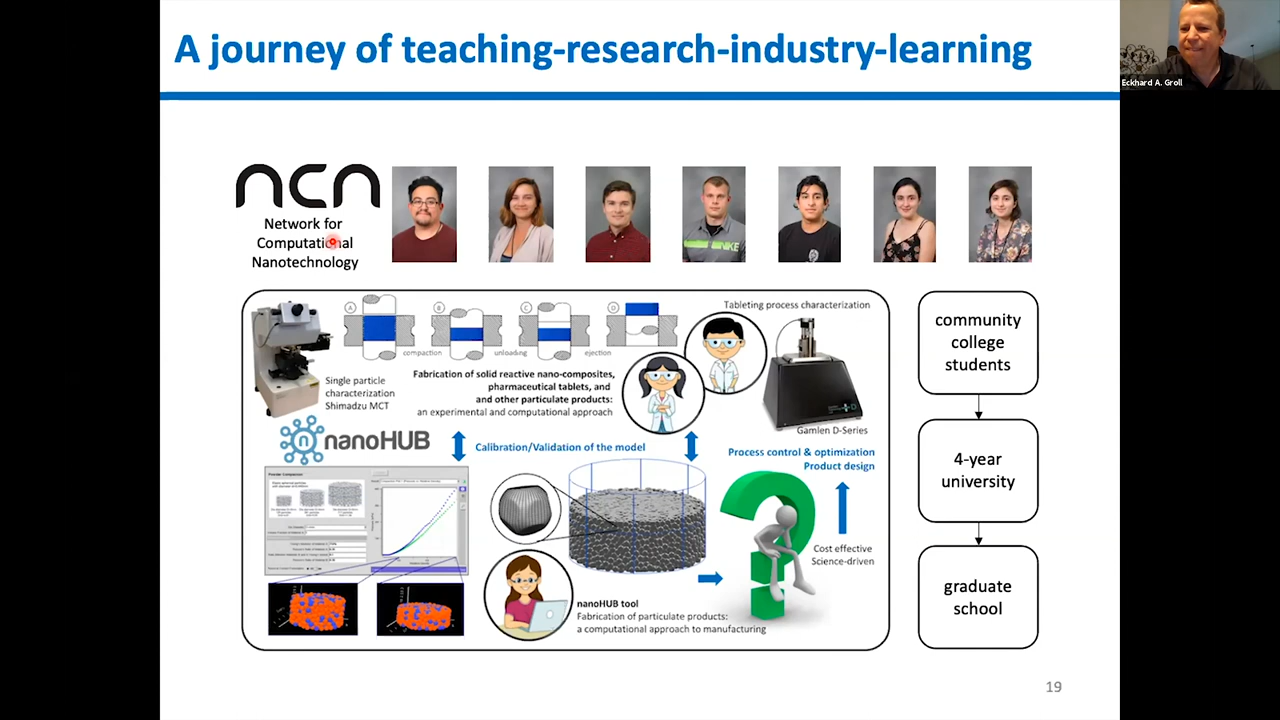 A journey of teaching-research-industry-learning
Eckhard A. Groll
ncn
Network for
Computational
Nanotechnology
NIKE
A
B
C
D
compaction
unloading
ejection
Tableting process characterization
Single particle
characterization
Shimadzu MCT
Fabrication of solid reactive nano-composites,
pharmaceutical tablets, and
and other particulate products:
an experimental and computational approach
Gamlen D-Series
nanoHUB
Calibration/Validation of the model
Process control & optimization
Product design
Powder Compaction
Cost effective
Science-driven
nanoHUB tool
Fabrication of particulate products:
a computational approach to manufacturing
community
college
students
4-year
university
graduate
school
19